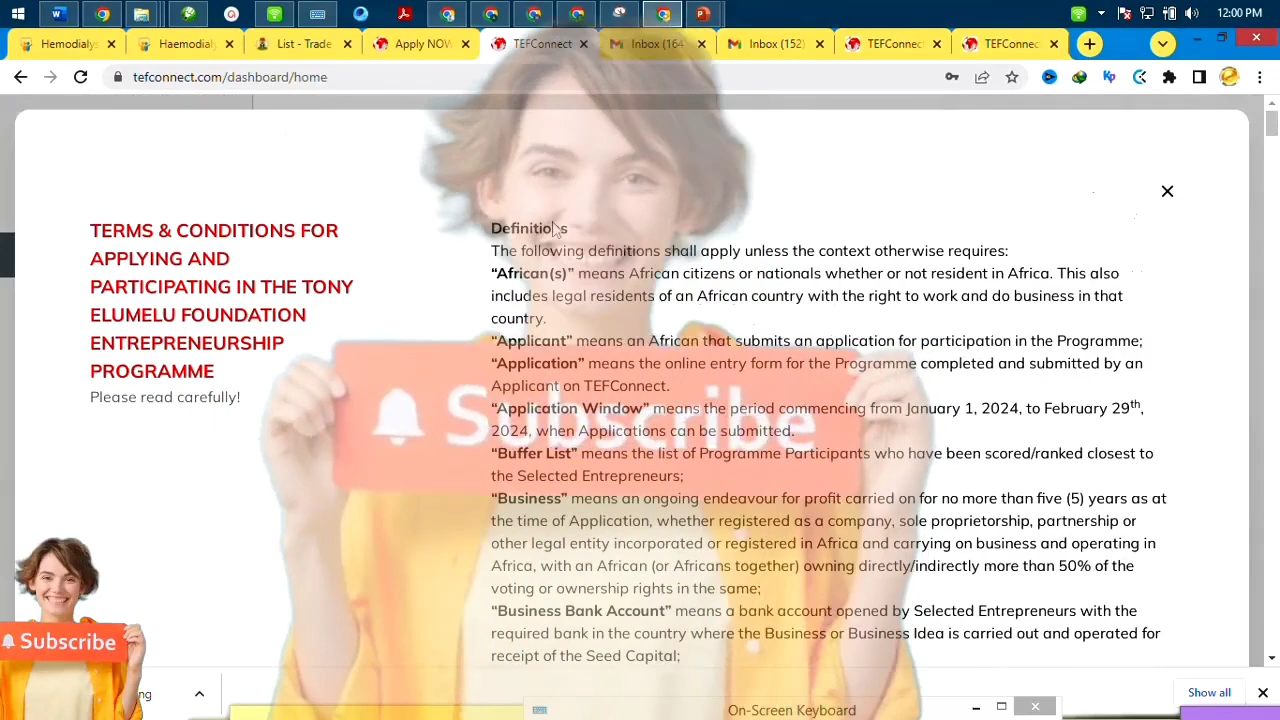 12:00 PM
Hemodialys
Haemodialys
List - Trade
Apply NOW
TEFConnect
Inbox (164
Inbox (152)
TEFConnec
TEFConnec
tefconnect.com/dashboard/home
TERMS & CONDITIONS FOR
APPLYING AND
PARTICIPATING IN THE TONY
ELUMELU FOUNDATION
ENTREPRENEURSHIP
PROGRAMME
Please read carefully!
Definitions
The following definitions shall apply unless the context otherwise requires:
“African(s)” means African citizens or nationals whether or not resident in Africa. This also
includes legal residents of an African country with the right to work and do business in that
country.
“Applicant” means an African that submits an application for participation in the Programme;
“Application” means the online entry form for the Programme completed and submitted by an
Applicant on TEFConnect.
“Application Window” means the period commencing from January 1, 2024, to February 29th,
2024, when Applications can be submitted.
“Buffer List” means the list of Programme Participants who have been scored/ranked closest to
the Selected Entrepreneurs;
“Business” means an ongoing endeavour for profit carried on for no more than five (5) years as at
the time of Application, whether registered as a company, sole proprietorship, partnership or
other legal entity incorporated or registered in Africa and carrying on business and operating in
Africa, with an African (or Africans together) owning directly/indirectly more than 50% of the
voting or ownership rights in the same;
“Business Bank Account” means a bank account opened by Selected Entrepreneurs with the
required bank in the country where the Business or Business Idea is carried out and operated for
receipt of the Seed Capital;
Subscribe
Subscribe
ng
Show all
On-Screen Keyboard